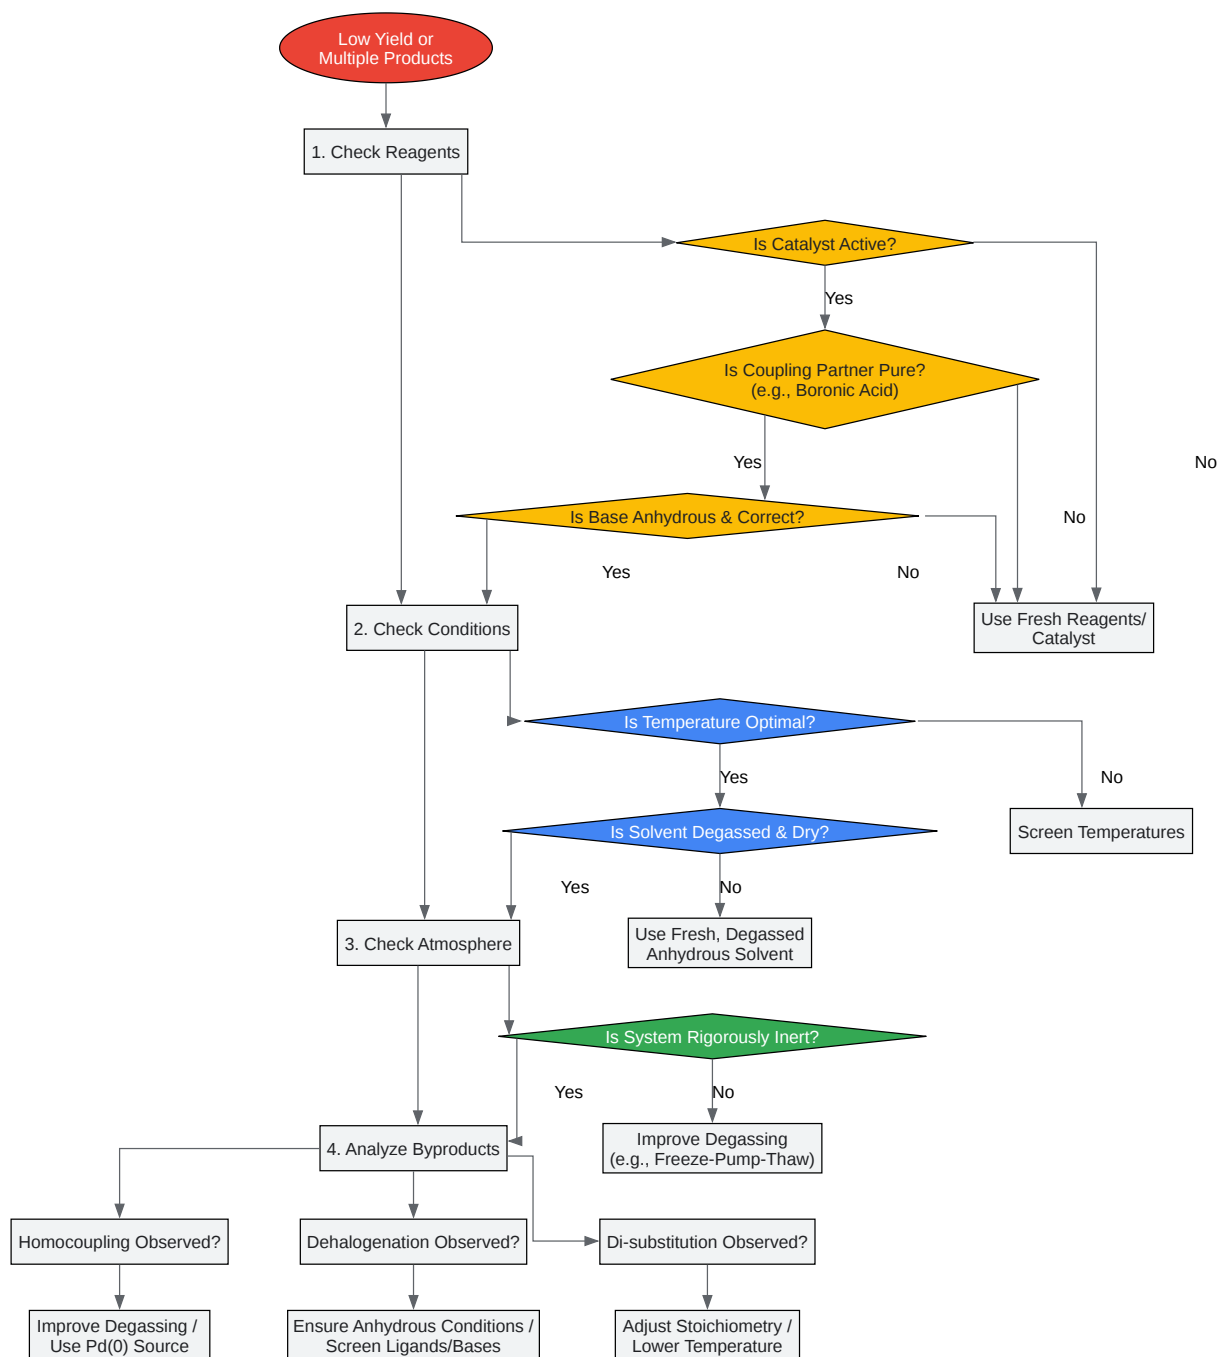 Low Yield or
Multiple Products
1. Check Reagents
Is Catalyst Active?
Yes
Is Coupling Partner Pure?
(e.g., Boronic Acid)
Yes
No
Is Base Anhydrous & Correct?
No
Yes
No
2. Check Conditions
Use Fresh Reagents/
Catalyst
Is Temperature Optimal?
Yes
No
Is Solvent Degassed & Dry?
Screen Temperatures
Yes
No
3. Check Atmosphere
Use Fresh, Degassed
Anhydrous Solvent
Is System Rigorously Inert?
Yes
No
4. Analyze Byproducts
Improve Degassing
(e.g., Freeze-Pump-Thaw)
Homocoupling Observed?
Dehalogenation Observed?
Di-substitution Observed?
Improve Degassing /
Use Pd(0) Source
Ensure Anhydrous Conditions /
Screen Ligands/Bases
Adjust Stoichiometry /
Lower Temperature